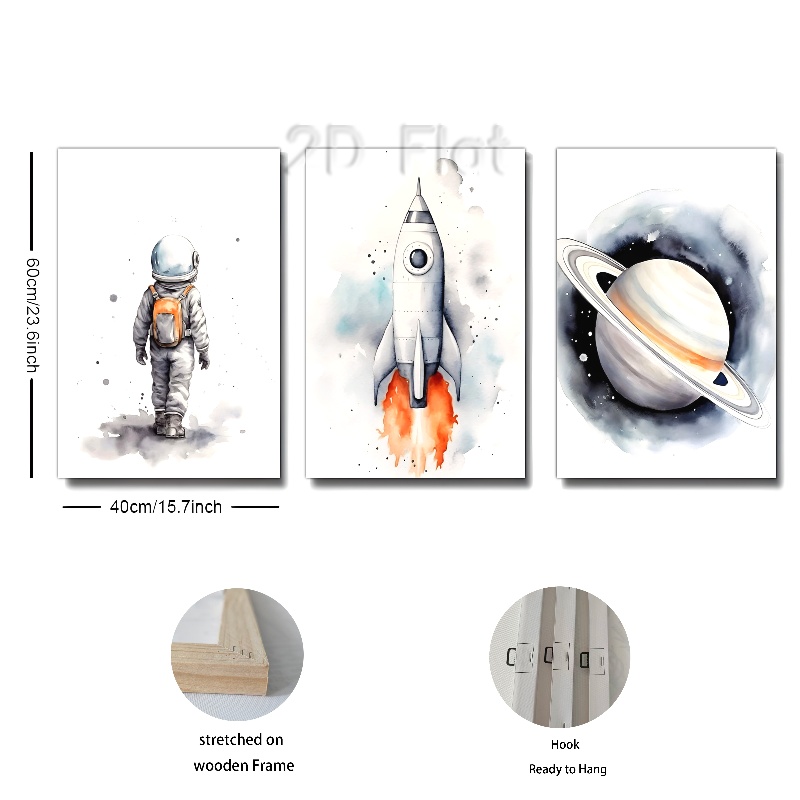 2D Flat
60cm/23.6inch
40cm/15.7inch
stretched on
wooden Frame
Hook
Ready to Hang